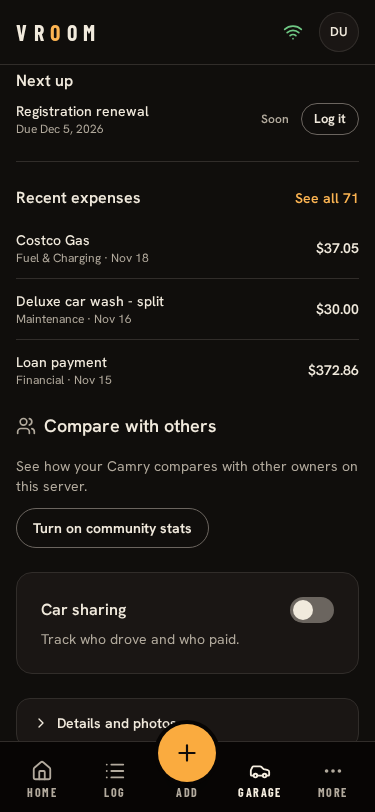 VROOM
DU
Next up
Registration renewal
Due Dec 5, 2026
Soon
Log it
Recent expenses
See all 71
Costco Gas
Fuel & Charging · Nov 18
$37.05
Deluxe car wash - split
Maintenance · Nov 16
$30.00
Loan payment
Financial · Nov 15
$372.86
Compare with others
See how your Camry compares with other owners on
this server.
Turn on community stats
Car sharing
Track who drove and who paid.
Details and photos
HOME
LOG
ADD
GARAGE
MORE